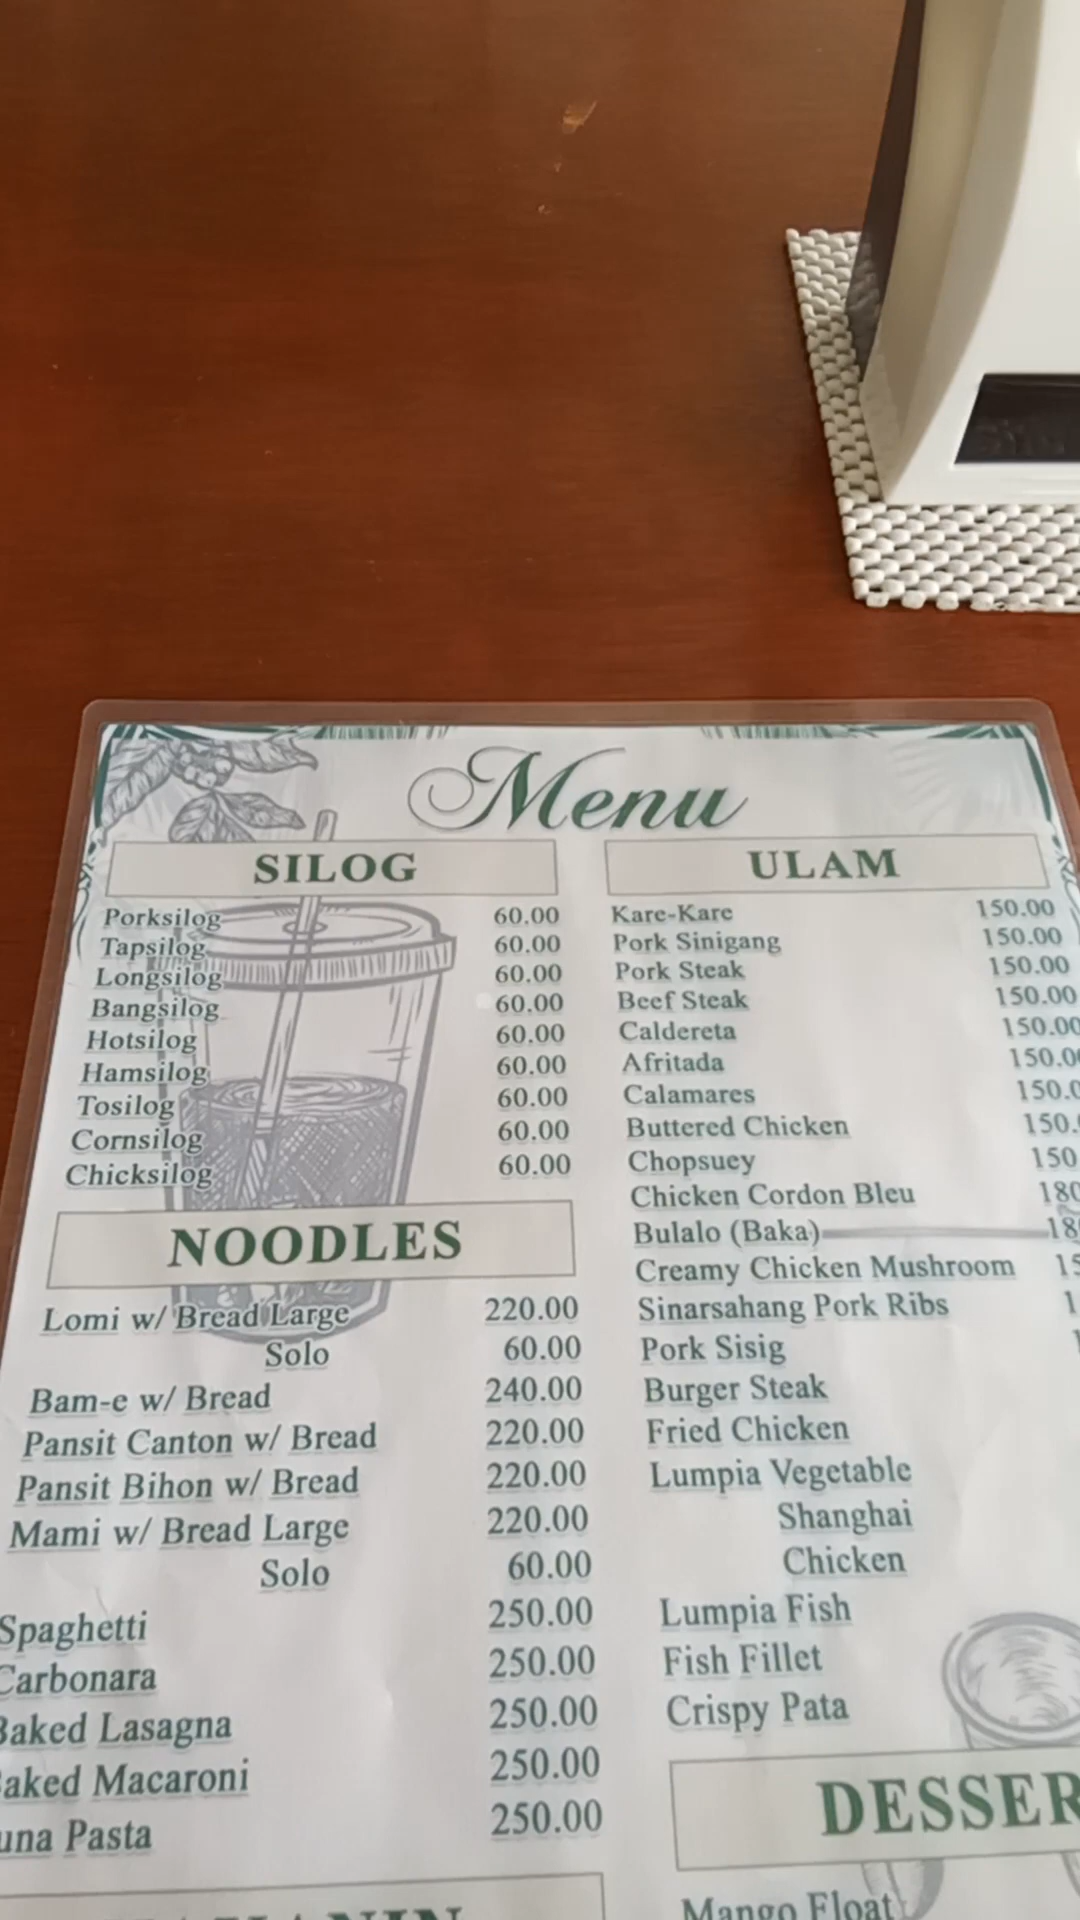 Menu
SILOG
Porksilog 60.00
Tapsilog 60.00
Longsilog 60.00
Bangsilog 60.00
Hotsilog 60.00
Hamsilog 60.00
Tosilog 60.00
Cornsilog 60.00
Chicksilog 60.00
NOODLES
Lomi w/ Bread Large 220.00
Solo 60.00
Bam-e w/ Bread 240.00
Pansit Canton w/ Bread 220.00
Pansit Bihon w/ Bread 220.00
Mami w/ Bread Large 220.00
Solo 60.00
Spaghetti 250.00
Carbonara 250.00
Baked Lasagna 250.00
aked Macaroni 250.00
una Pasta 250.00
ULAM
Kare-Kare 150.00
Pork Sinigang 150.00
Pork Steak 150.00
Beef Steak 150.00
Caldereta 150.00
Afritada 150.0
Calamares 150.0
Buttered Chicken 150.
Chopsuey 150
Chicken Cordon Bleu 180
Bulalo (Baka) 18
Creamy Chicken Mushroom 15
Sinarsahang Pork Ribs 1
Pork Sisig
Burger Steak
Fried Chicken
Lumpia Vegetable
Shanghai
Chicken
Lumpia Fish
Fish Fillet
Crispy Pata
DESSER
Mango Float